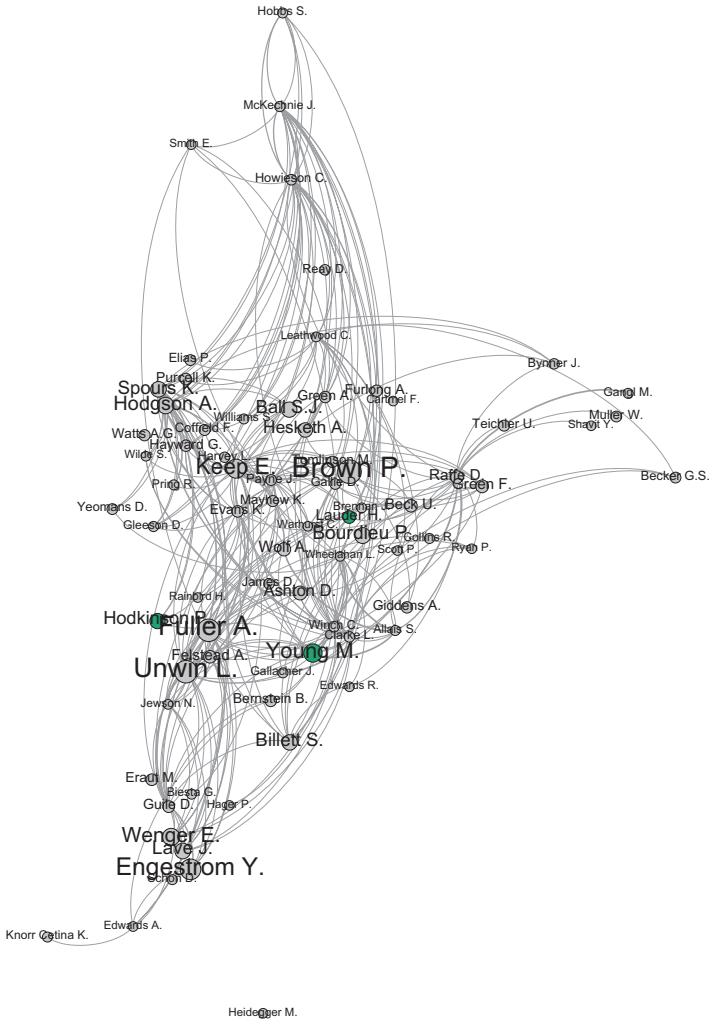 Hobbs S.
McKechnie J.
Smith E.
Howieson C.
Reay D.
Leathwood C.
Elias P.
Bynner J.
Purcell K.
Spours K.
Furlong A.
Gangl M.
Green A.
Cartmel F.
Hodgson A.
Ball S.J.
Williams S.
Muller W.
Teichler U.
Shavit Y.
Hesketh A.
Coffield F.
Watts A.G.
Hayward G.
Wilde S.
Harvey L.
Keep E.
Tomlinson M.
Brown P.
Raffe D.
Becker G.S.
Payne J.
Gallie D.
Pring R.
Green F.
Mayhew K.
Brennan J.
Beck U.
Yeomans D.
Evans K.
Lauder H.
Gleeson D.
Warhurst C.
Bourdieu P.
Collins R.
Wolf A.
Scott P.
Ryan P.
Wheelahan L.
James D.
Ashton D.
Rainbird H.
Giddens A.
Hodkinson P.
Fuller A.
Winch C.
Allais S.
Clarke L.
Young M.
Felstead A.
Unwin L.
Gallacher J.
Edwards R.
Bernstein B.
Jewson N.
Billett S.
Eraut M.
Biesta G.
Guile D.
Hager P.
Wenger E.
Lave J.
Engestrom Y.
Schon D.
Edwards A.
Knorr Cetina K.
Heidegger M.